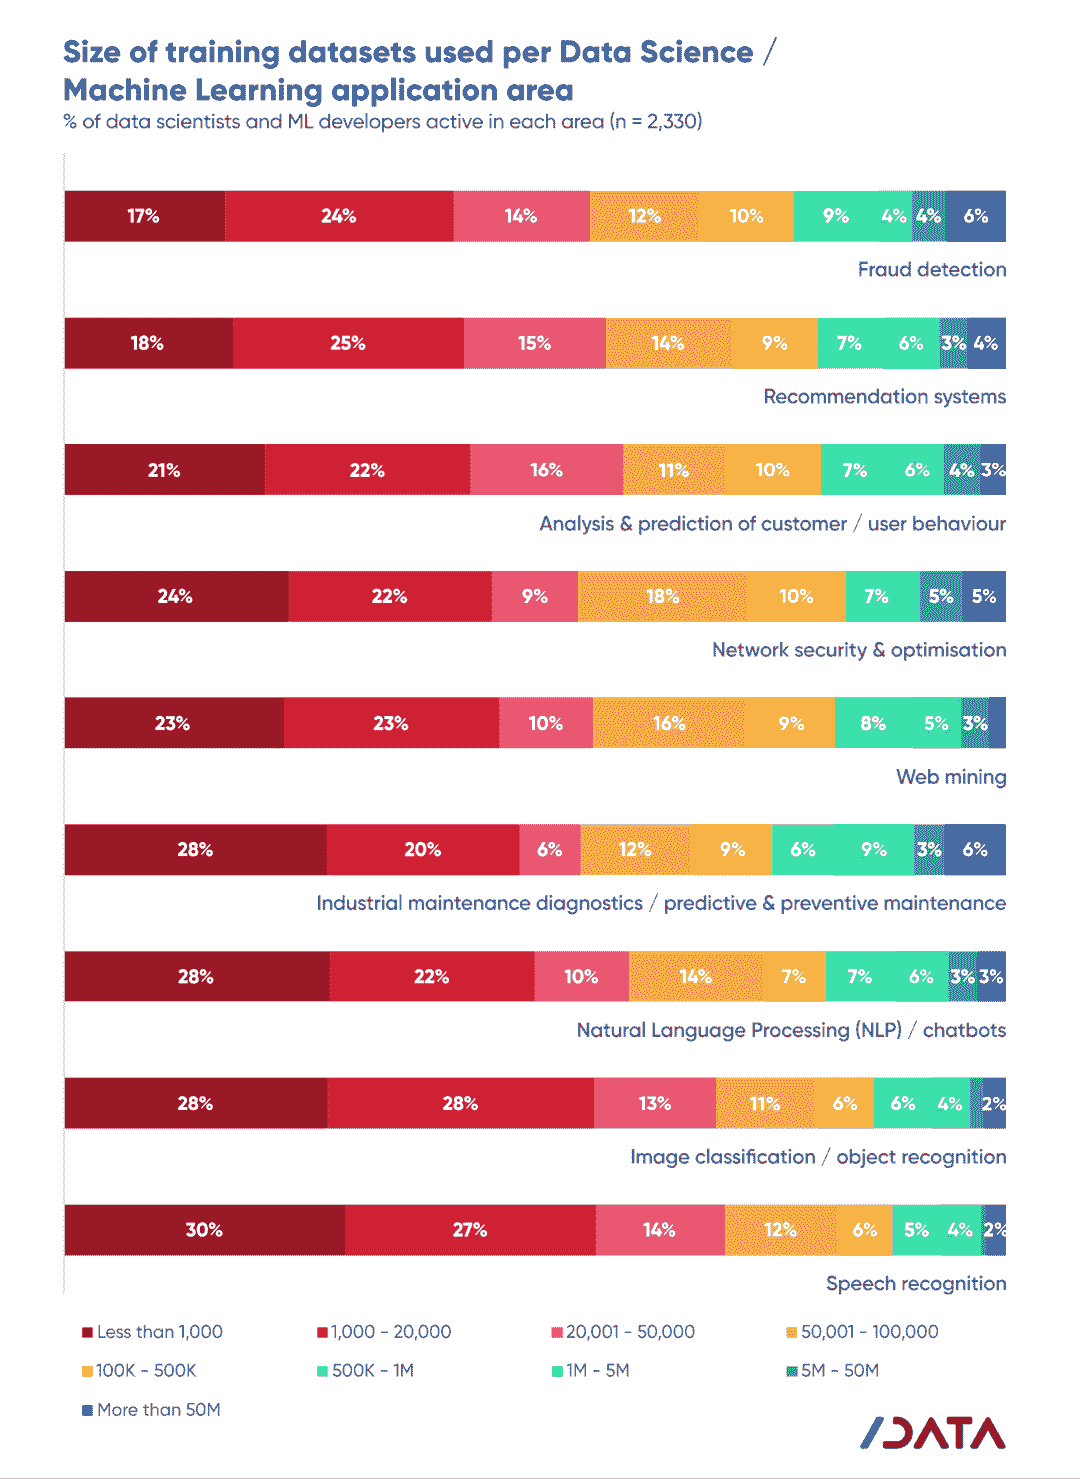 Size of training datasets used per Data Science /
Machine Learning application area
% of data scientists and ML developers active in each area (n = 2,330)
17% 24% 14% 12% 10% 9% 4% 4% 6%
Fraud detection
18% 25% 15% 14% 9% 7% 6% 3% 4%
Recommendation systems
21% 22% 16% 11% 10% 7% 6% 4% 3%
Analysis & prediction of customer / user behaviour
24% 22% 9% 18% 10% 7% 5% 5%
Network security & optimisation
23% 23% 10% 16% 9% 8% 5% 3%
Web mining
28% 20% 6% 12% 9% 6% 9% 3% 6%
Industrial maintenance diagnostics / predictive & preventive maintenance
28% 22% 10% 14% 7% 7% 6% 3% 3%
Natural Language Processing (NLP) / chatbots
28% 28% 13% 11% 6% 6% 4% 2%
Image classification / object recognition
30% 27% 14% 12% 6% 5% 4% 2%
Speech recognition
Less than 1,000 1,000 - 20,000 20,001 - 50,000 50,001 - 100,000
100K - 500K 500K - 1M 1M - 5M 5M - 50M
More than 50M
/DATA